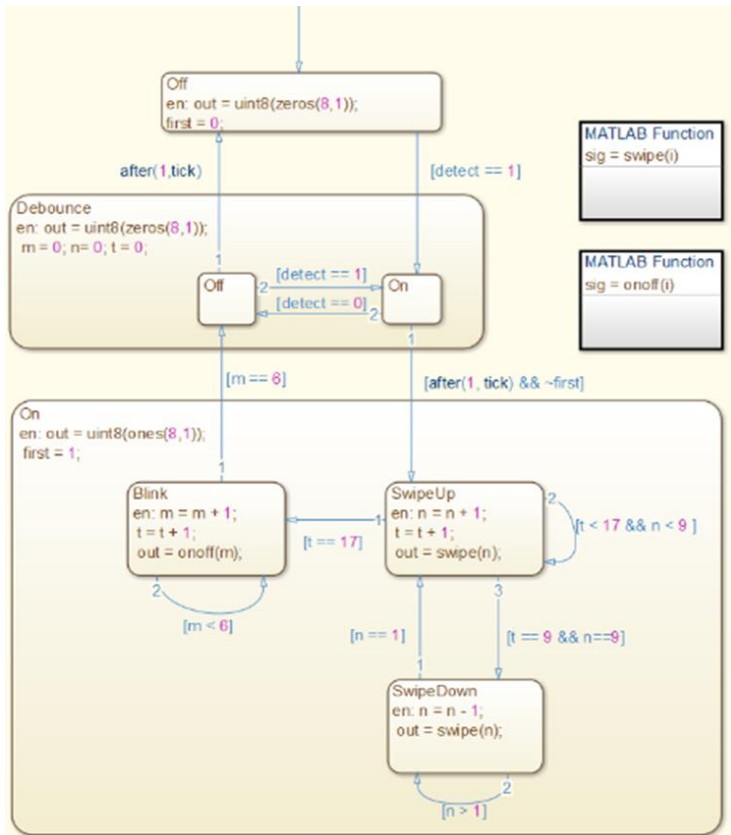 Off
en: out = uint8(zeros(8,1));
first = 0;
MATLAB Function
sig = swipe(i)
after(1,tick)
[detect == 1]
Debounce
en: out = uint8(zeros(8,1));
m = 0; n= 0; t = 0;
MATLAB Function
sig = onoff(i)
1
Off
2
[detect == 1]
On
[detect == 0]
2
1
[m == 6]
[after(1, tick) && ~first]
On
en: out = uint8(ones(8,1));
first = 1;
1
Blink
en: m = m + 1;
t = t + 1;
out = onoff(m);
2
[m < 6]
1
[t == 17]
SwipeUp
en: n = n + 1;
t = t + 1;
out = swipe(n);
2
[t < 17 && n < 9 ]
3
[n == 1]
[t == 9 && n==9]
1
SwipeDown
en: n = n - 1;
out = swipe(n);
2
[n > 1]